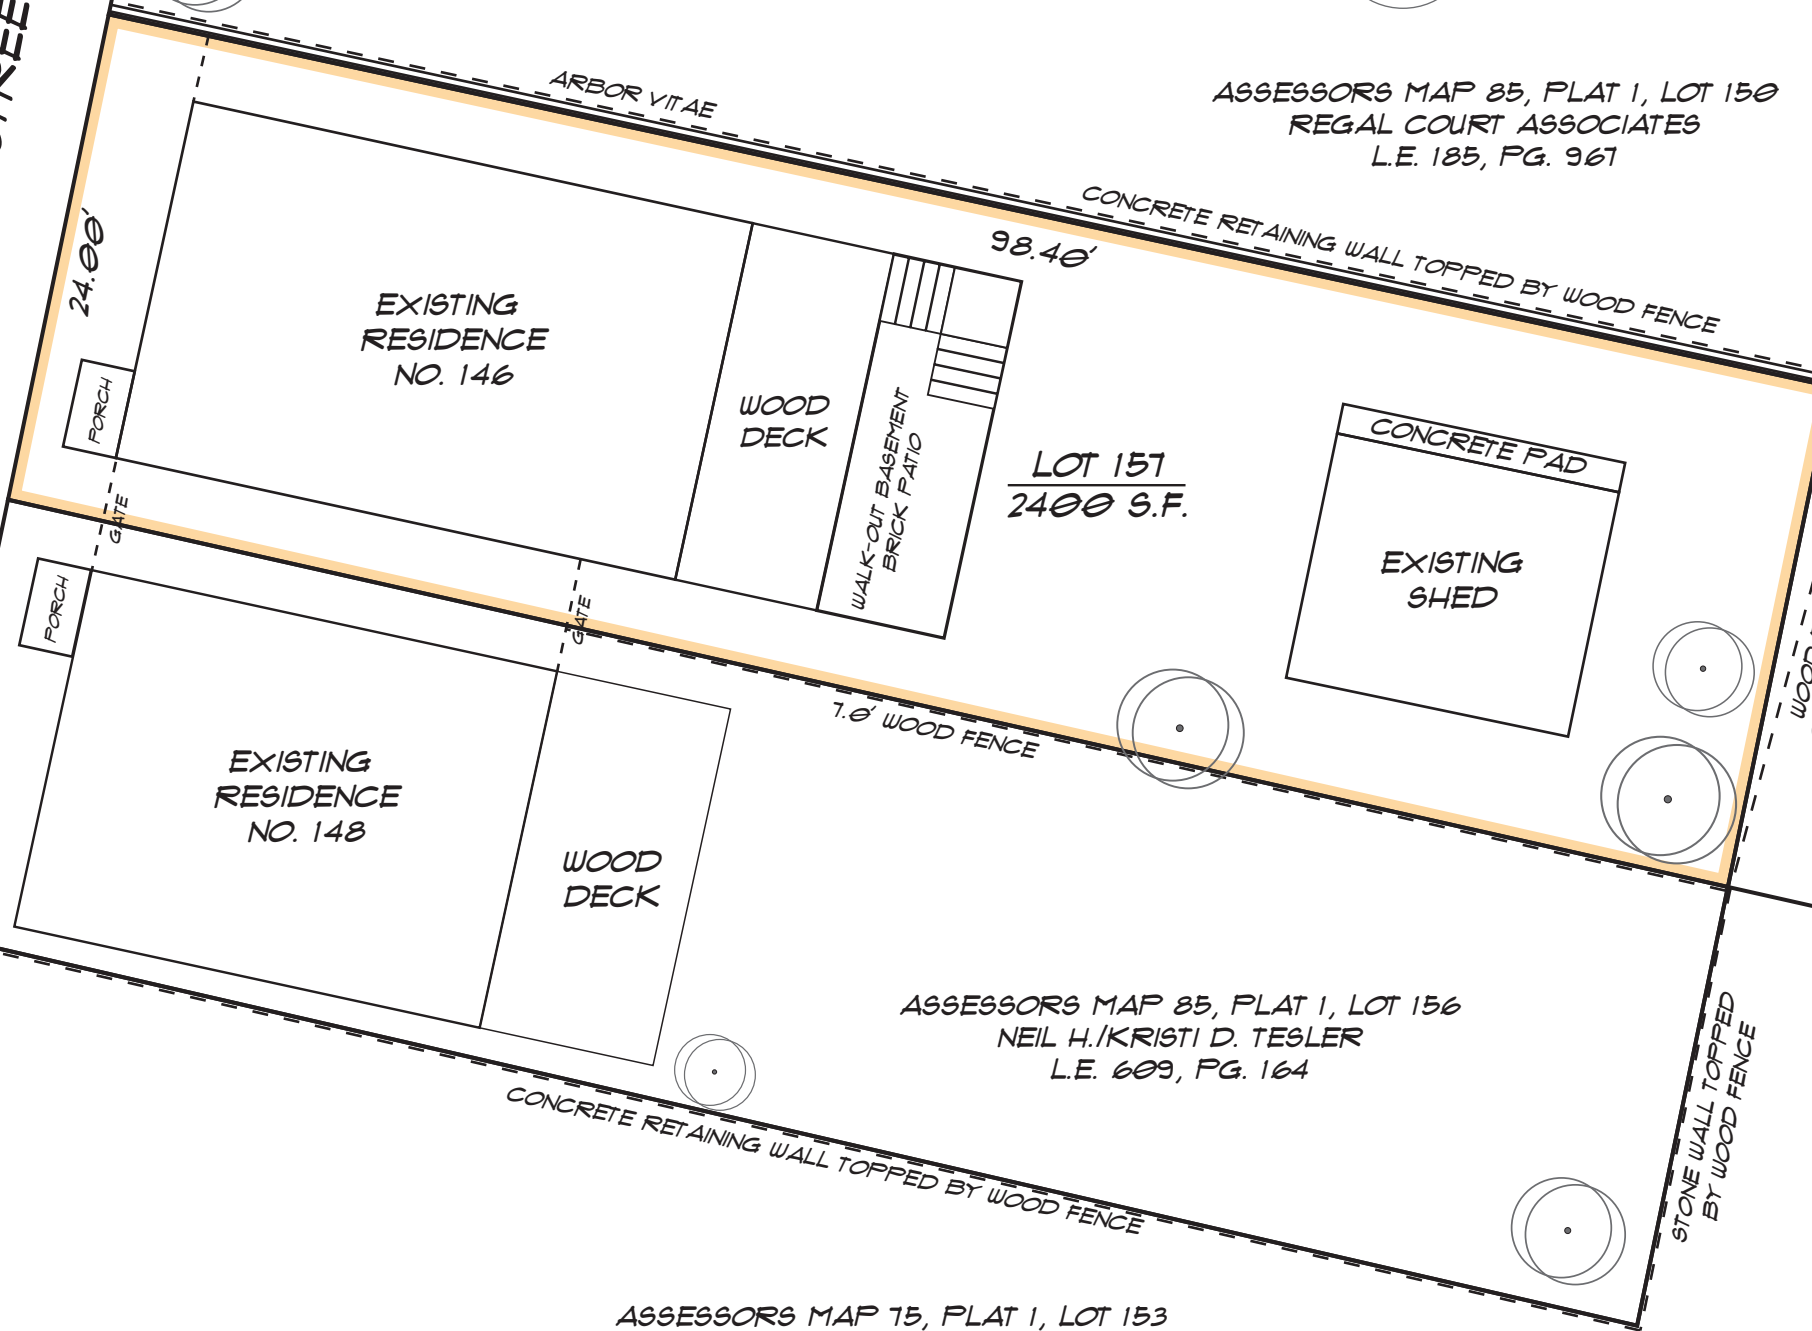 ARBOR VITAE
ASSESSORS MAP 85, PLAT 1, LOT 150
REGAL COURT ASSOCIATES
L.E. 185, PG. 967
CONCRETE RETAINING WALL TOPPED BY WOOD FENCE
98.40'
24.00'
EXISTING
RESIDENCE
NO. 146
PORCH
WOOD
DECK
WALK-OUT BASEMENT
BRICK PATIO
LOT 157
2400 S.F.
CONCRETE PAD
EXISTING
SHED
GATE
GATE
PORCH
7.0' WOOD FENCE
EXISTING
RESIDENCE
NO. 148
WOOD
DECK
ASSESSORS MAP 85, PLAT 1, LOT 156
NEIL H./KRISTI D. TESLER
L.E. 609, PG. 164
STONE WALL TOPPED
BY WOOD FENCE
CONCRETE RETAINING WALL TOPPED BY WOOD FENCE
ASSESSORS MAP 75, PLAT 1, LOT 153